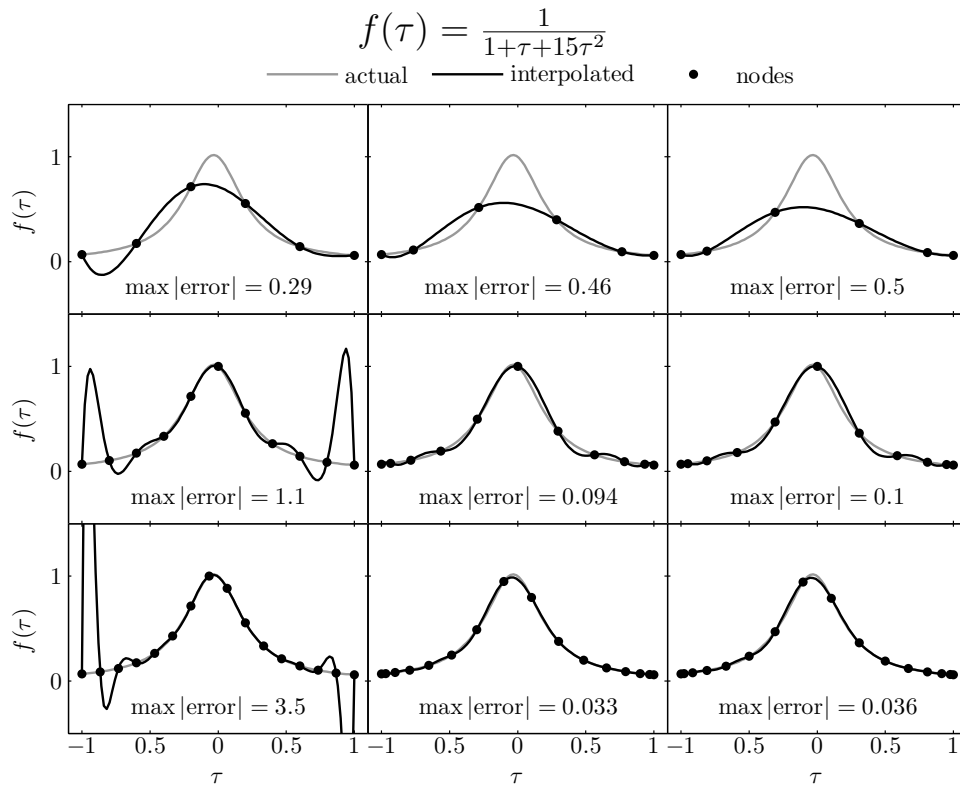 f(τ) = 1/(1+τ+15τ²)
actual interpolated nodes
1
f(τ)
0
max |error| = 0.29
max |error| = 0.46
max |error| = 0.5
1
f(τ)
0
max |error| = 1.1
max |error| = 0.094
max |error| = 0.1
1
f(τ)
0
max |error| = 3.5
max |error| = 0.033
max |error| = 0.036
−1 −0.5 0 0.5 1 −1 −0.5 0 0.5 1 −1 −0.5 0 0.5 1
τ τ τ